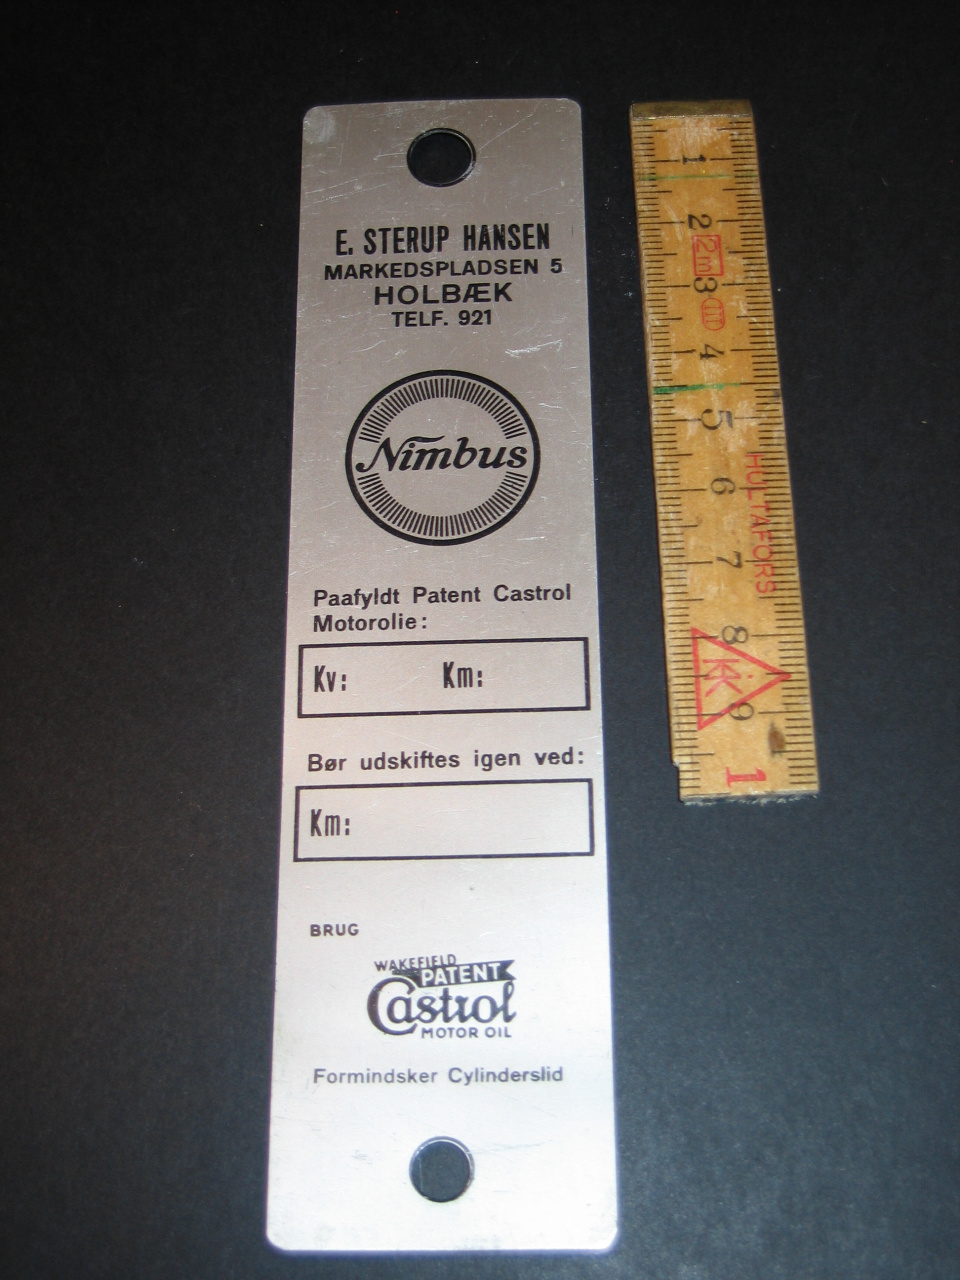 E. STERUP HANSEN
MARKEDSPLADSEN 5
HOLBÆK
TELF. 921
Nimbus
Paafyldt Patent Castrol
Motorolie:
Kv: Km:
Bør udskiftes igen ved:
Km:
BRUG
WAKEFIELD
PATENT
Castrol
MOTOR OIL
Formindsker Cylinderslid
1
2
2m
3
III
4
5
6
HULTAFORS
7
8
9
1